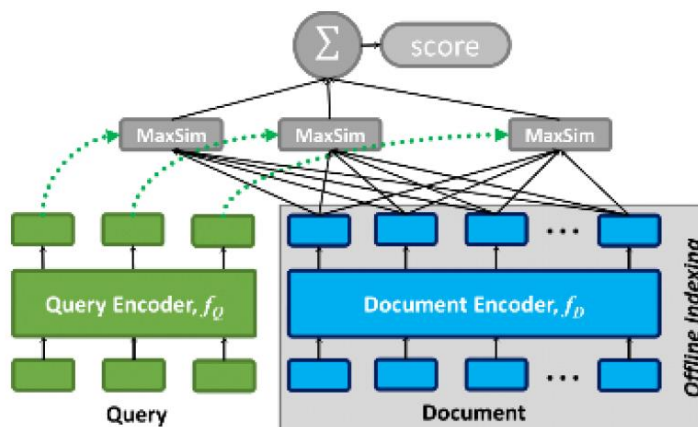 Σ score
MaxSim MaxSim MaxSim
•••
Query Encoder, f_Q Document Encoder, f_D
•••
Query Document
Offline Indexing